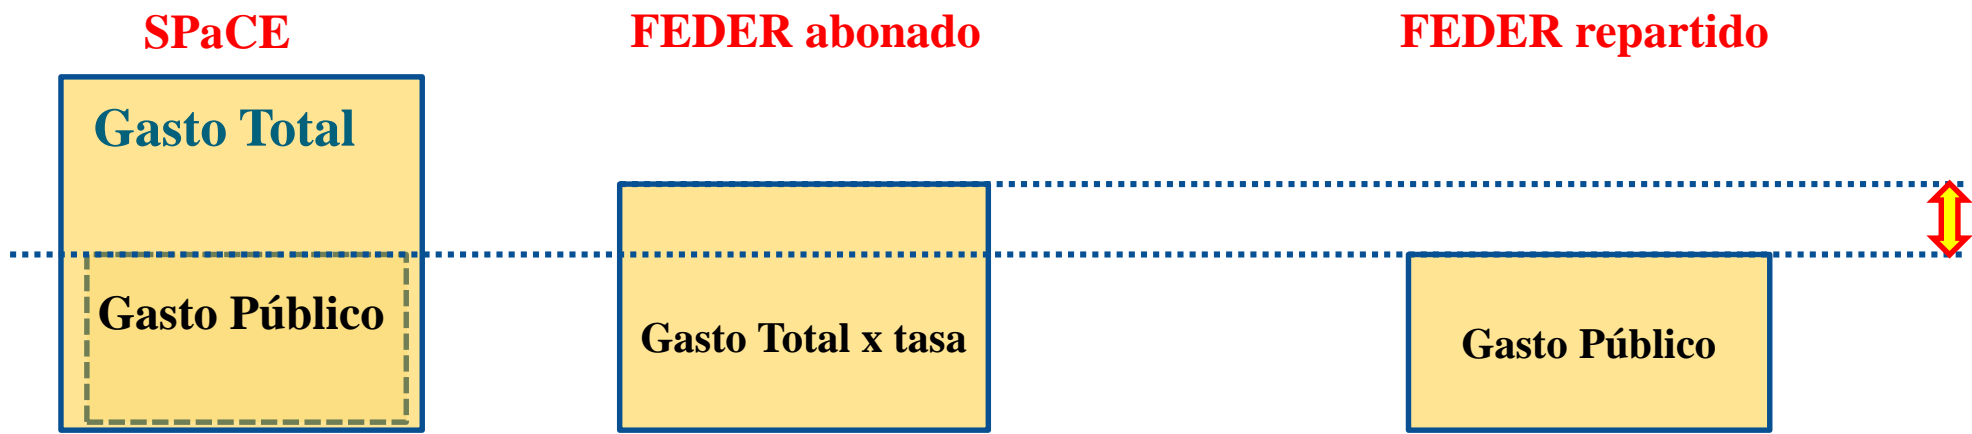 SPaCE
FEDER abonado
FEDER repartido
Gasto Total
Gasto Público
Gasto Total x tasa
Gasto Público